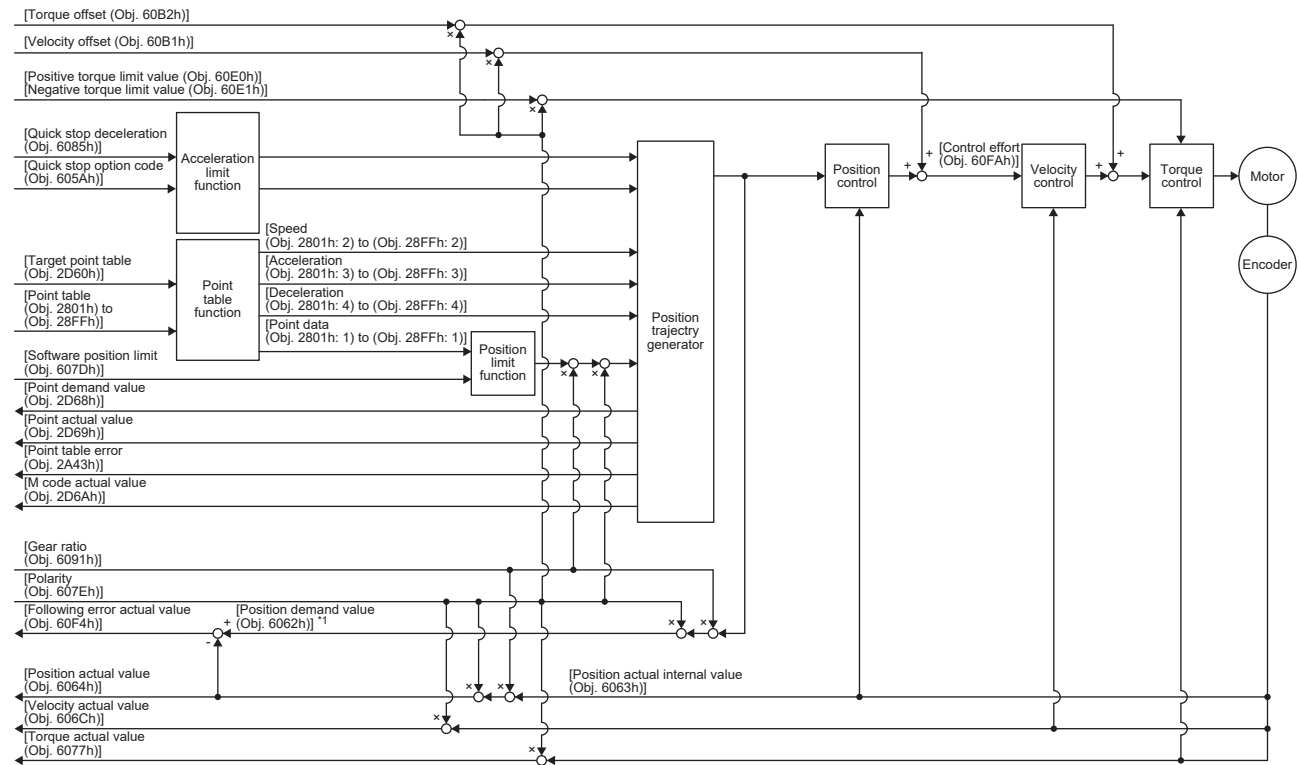 [Torque offset (Obj. 60B2h)]
[Velocity offset (Obj. 60B1h)]
[Positive torque limit value (Obj. 60E0h)]
[Negative torque limit value (Obj. 60E1h)]
[Quick stop deceleration
(Obj. 6085h)]
[Quick stop option code
(Obj. 605Ah)]
Acceleration
limit
function
[Target point table
(Obj. 2D60h)]
[Point table
(Obj. 2801h) to
(Obj. 28FFh)]
Point
table
function
[Speed
(Obj. 2801h: 2) to (Obj. 28FFh: 2)]
[Acceleration
(Obj. 2801h: 3) to (Obj. 28FFh: 3)]
[Deceleration
(Obj. 2801h: 4) to (Obj. 28FFh: 4)]
[Point data
(Obj. 2801h: 1) to (Obj. 28FFh: 1)]
[Software position limit
(Obj. 607Dh)]
Position
limit
function
[Point demand value
(Obj. 2D68h)]
[Point actual value
(Obj. 2D69h)]
[Point table error
(Obj. 2A43h)]
[M code actual value
(Obj. 2D6Ah)]
Position
trajectry
generator
Position
control
+
+
[Control effort
(Obj. 60FAh)]
Velocity
control
+
+
Torque
control
Motor
Encoder
[Gear ratio
(Obj. 6091h)]
[Polarity
(Obj. 607Eh)]
[Following error actual value
(Obj. 60F4h)]
+
-
[Position demand value
(Obj. 6062h)] *1
[Position actual value
(Obj. 6064h)]
[Position actual internal value
(Obj. 6063h)]
[Velocity actual value
(Obj. 606Ch)]
[Torque actual value
(Obj. 6077h)]
×
×
×
×
×
×
×
×
×
×
×